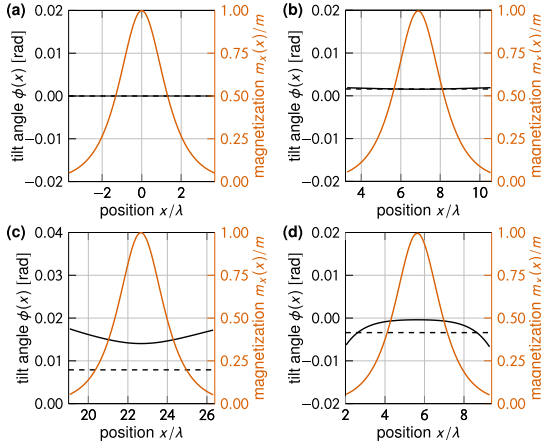 (a)
tilt angle ϕ(x) [rad]
0.02
0.01
0.00
−0.01
−0.02
−2 0 2
position x/λ
1.00
0.75
0.50
0.25
0.00
magnetization mₓ(x)/m
(b)
tilt angle ϕ(x) [rad]
0.02
0.01
0.00
−0.01
−0.02
4 6 8 10
position x/λ
1.00
0.75
0.50
0.25
0.00
magnetization mₓ(x)/m
(c)
tilt angle ϕ(x) [rad]
0.04
0.03
0.02
0.01
0.00
20 22 24 26
position x/λ
1.00
0.75
0.50
0.25
0.00
magnetization mₓ(x)/m
(d)
tilt angle ϕ(x) [rad]
0.02
0.01
0.00
−0.01
−0.02
2 4 6 8
position x/λ
1.00
0.75
0.50
0.25
0.00
magnetization mₓ(x)/m